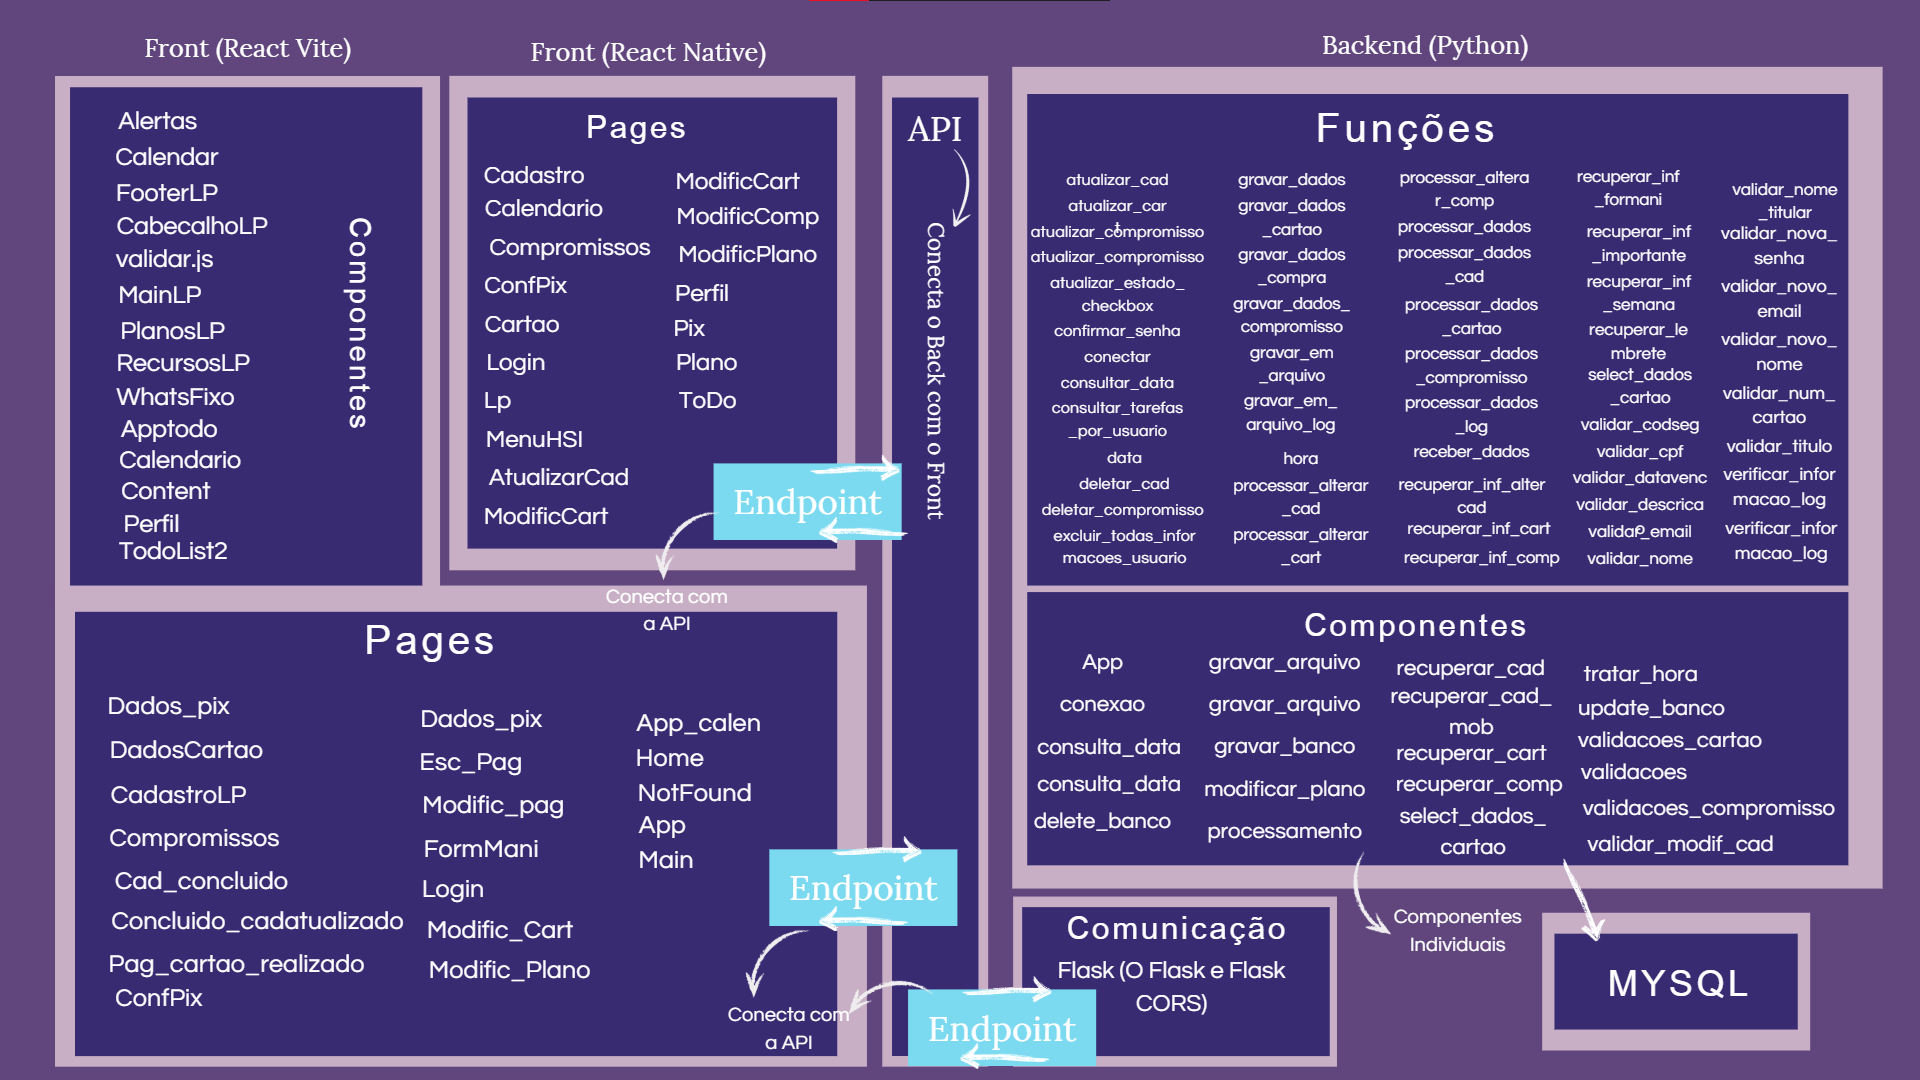 Front (React Vite)
Alertas
Calendar
FooterLP
CabecalhoLP
validar.js
MainLP
PlanosLP
RecursosLP
WhatsFixo
Apptodo
Calendario
Content
Perfil
TodoList2
Componentes
Front (React Native)
Pages
Cadastro
Calendario
Compromissos
ConfPix
Cartao
Login
Lp
MenuHSI
AtualizarCad
ModificCart
ModificCart
ModificComp
ModificPlano
Perfil
Pix
Plano
ToDo
Endpoint
Conecta com
a API
Pages
Dados_pix
DadosCartao
CadastroLP
Compromissos
Cad_concluido
Concluido_cadatualizado
Pag_cartao_realizado
ConfPix
Dados_pix
Esc_Pag
Modific_pag
FormMani
Login
Modific_Cart
Modific_Plano
App_calen
Home
NotFound
App
Main
Endpoint
Conecta com
a API
API
Conecta o Back com o Front
Backend (Python)
Funções
atualizar_cad
atualizar_car
atualizar_compromisso
atualizar_compromisso
atualizar_estado_
checkbox
confirmar_senha
conectar
consultar_data
consultar_tarefas
_por_usuario
data
deletar_cad
deletar_compromisso
excluir_todas_infor
macoes_usuario
gravar_dados
gravar_dados
_cartao
gravar_dados
_compra
gravar_dados_
compromisso
gravar_em
_arquivo
gravar_em_
arquivo_log
hora
processar_alterar
_cad
processar_alterar
_cart
processar_altera
r_comp
processar_dados
processar_dados
_cad
processar_dados
_cartao
processar_dados
_compromisso
processar_dados
_log
receber_dados
recuperar_inf_alter
cad
recuperar_inf_cart
recuperar_inf_comp
recuperar_inf
_formani
recuperar_inf
_importante
recuperar_inf
_semana
recuperar_le
mbrete
select_dados
_cartao
validar_codseg
validar_cpf
validar_datavenc
validar_descrica
o
validar_email
validar_nome
validar_nome
_titular
validar_nova_
senha
validar_novo_
email
validar_novo_
nome
validar_num_
cartao
validar_titulo
verificar_infor
macao_log
verificar_infor
macao_log
Componentes
App
conexao
consulta_data
consulta_data
delete_banco
gravar_arquivo
gravar_arquivo
gravar_banco
modificar_plano
processamento
recuperar_cad
recuperar_cad_
mob
recuperar_cart
recuperar_comp
select_dados_
cartao
tratar_hora
update_banco
validacoes_cartao
validacoes
validacoes_compromisso
validar_modif_cad
Componentes
Individuais
MYSQL
Comunicação
Flask (O Flask e Flask
CORS)
Endpoint